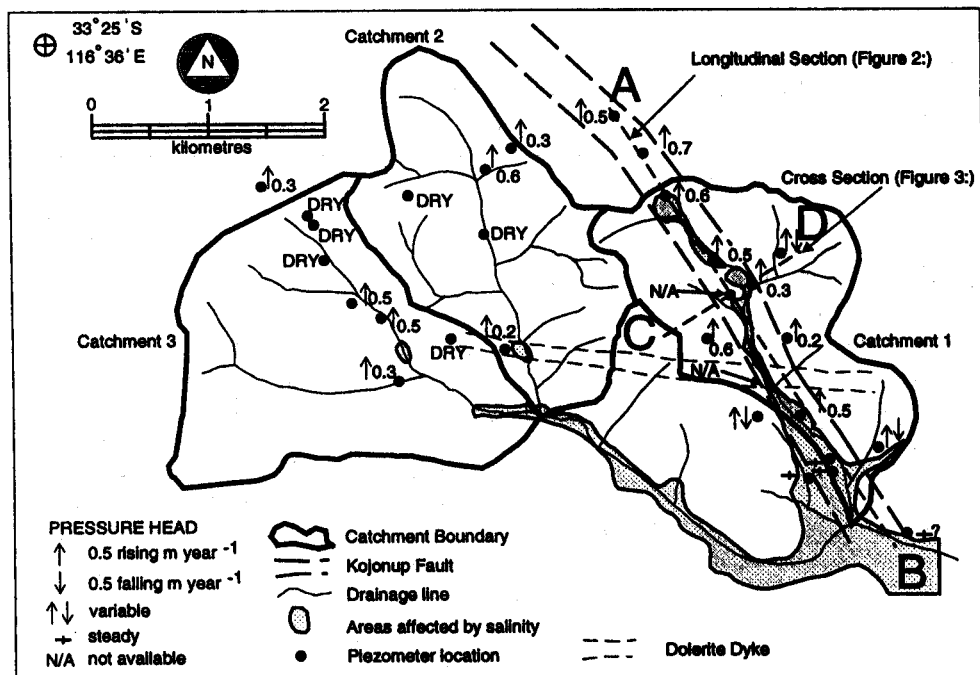 33°25'S
116°36'E
N
0 1 2
kilometres
Catchment 2
A
Longitudinal Section (Figure 2:)
↑0.5
↑0.7
↑0.3
↑0.6
↑0.3
DRY
DRY
DRY
DRY
↑0.6
Cross Section (Figure 3:)
D
↑↓
↑0.5
↑0.3
N/A
↑0.5
↑0.5
C
Catchment 3
DRY
↑0.2
↑0.6
↑0.2
Catchment 1
N/A
↑0.3
↑0.5
↑↓
↑↓
?
B
PRESSURE HEAD
↑ 0.5 rising m year -1
↓ 0.5 falling m year -1
↑↓ variable
steady
N/A not available
Catchment Boundary
Kojonup Fault
Drainage line
Areas affected by salinity
Piezometer location
Dolerite Dyke